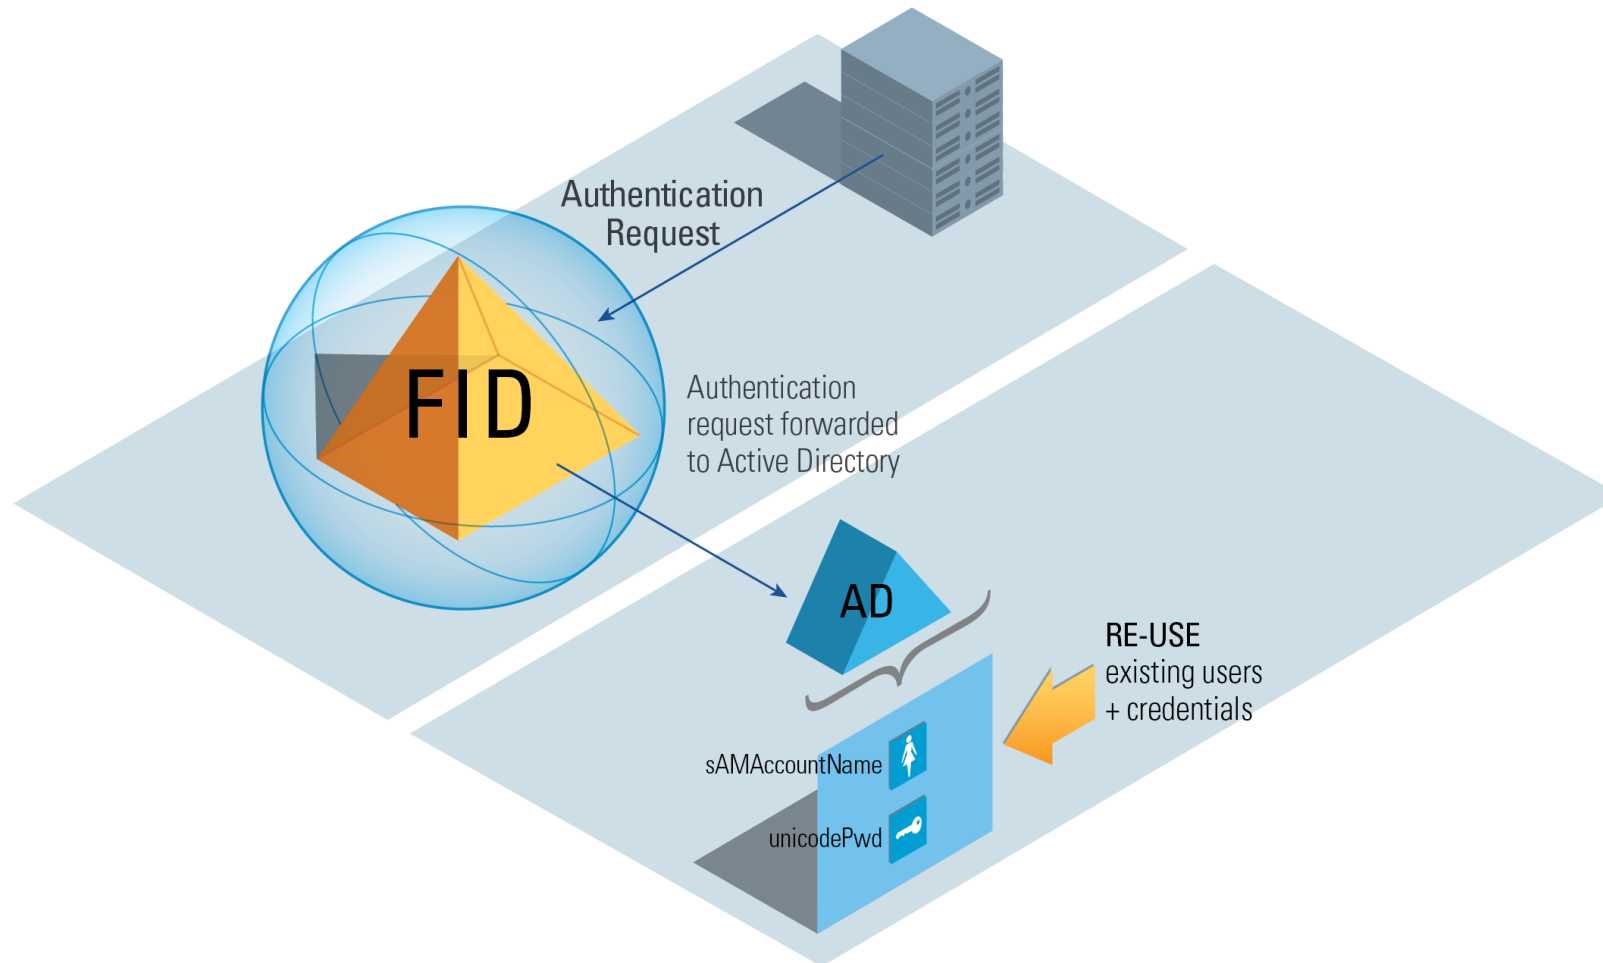 Authentication
Request
FID
Authentication
request forwarded
to Active Directory
AD
RE-USE
existing users
+ credentials
sAMAccountName
unicodePwd